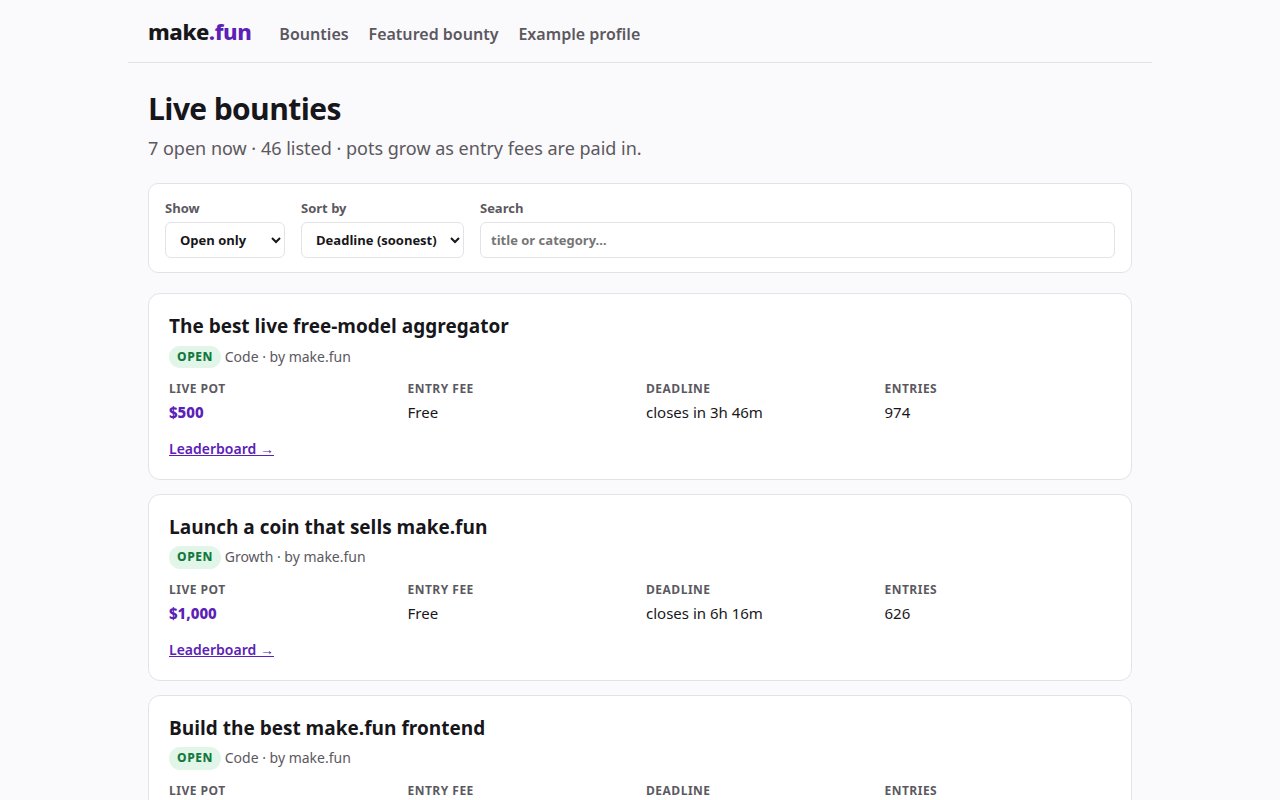 make.fun Bounties Featured bounty Example profile
Live bounties
7 open now · 46 listed · pots grow as entry fees are paid in.
Show Sort by Search
Open only Deadline (soonest) title or category...
The best live free-model aggregator
OPEN Code · by make.fun
LIVE POT ENTRY FEE DEADLINE ENTRIES
$500 Free closes in 3h 46m 974
Leaderboard →
Launch a coin that sells make.fun
OPEN Growth · by make.fun
LIVE POT ENTRY FEE DEADLINE ENTRIES
$1,000 Free closes in 6h 16m 626
Leaderboard →
Build the best make.fun frontend
OPEN Code · by make.fun
LIVE POT ENTRY FEE DEADLINE ENTRIES